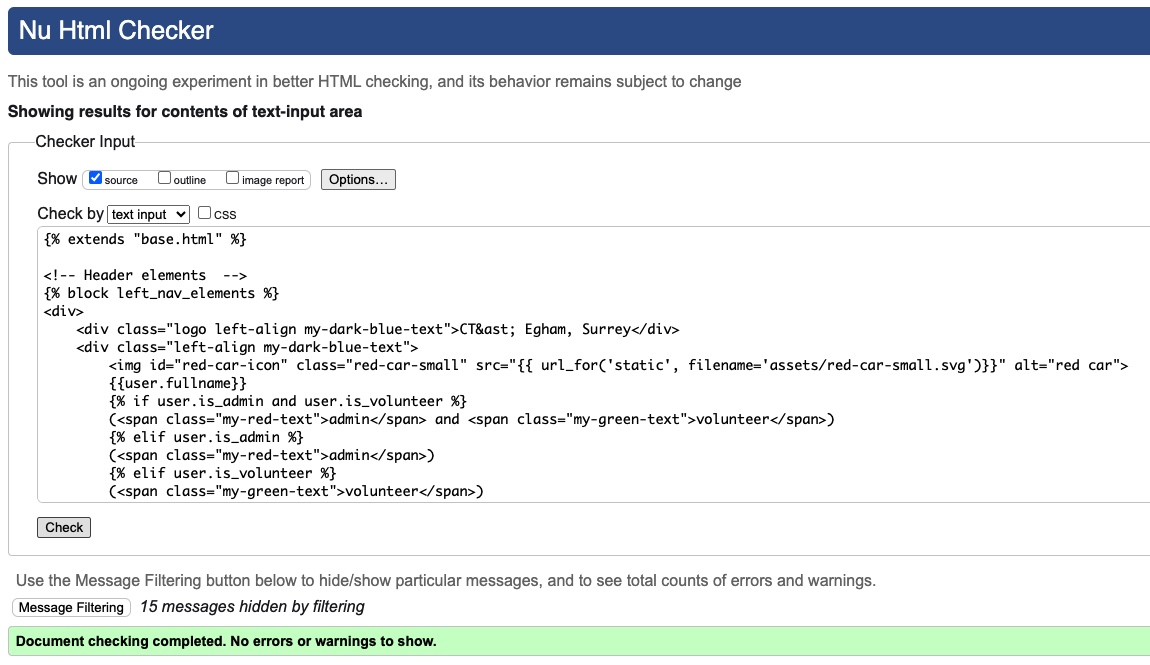 Nu Html Checker
This tool is an ongoing experiment in better HTML checking, and its behavior remains subject to change
Showing results for contents of text-input area
Checker Input
Show source outline image report Options...
Check by text input css
{% extends "base.html" %}
<!-- Header elements  -->
{% block left_nav_elements %}
<div>
    <div class="logo left-align my-dark-blue-text">CT&ast; Egham, Surrey</div>
    <div class="left-align my-dark-blue-text">
        <img id="red-car-icon" class="red-car-small" src="{{ url_for('static', filename='assets/red-car-small.svg')}}" alt="red car">
        {{user.fullname}}
        {% if user.is_admin and user.is_volunteer %}
        (<span class="my-red-text">admin</span> and <span class="my-green-text">volunteer</span>)
        {% elif user.is_admin %}
        (<span class="my-red-text">admin</span>)
        {% elif user.is_volunteer %}
        (<span class="my-green-text">volunteer</span>)
Check
Use the Message Filtering button below to hide/show particular messages, and to see total counts of errors and warnings.
Message Filtering 15 messages hidden by filtering
Document checking completed. No errors or warnings to show.